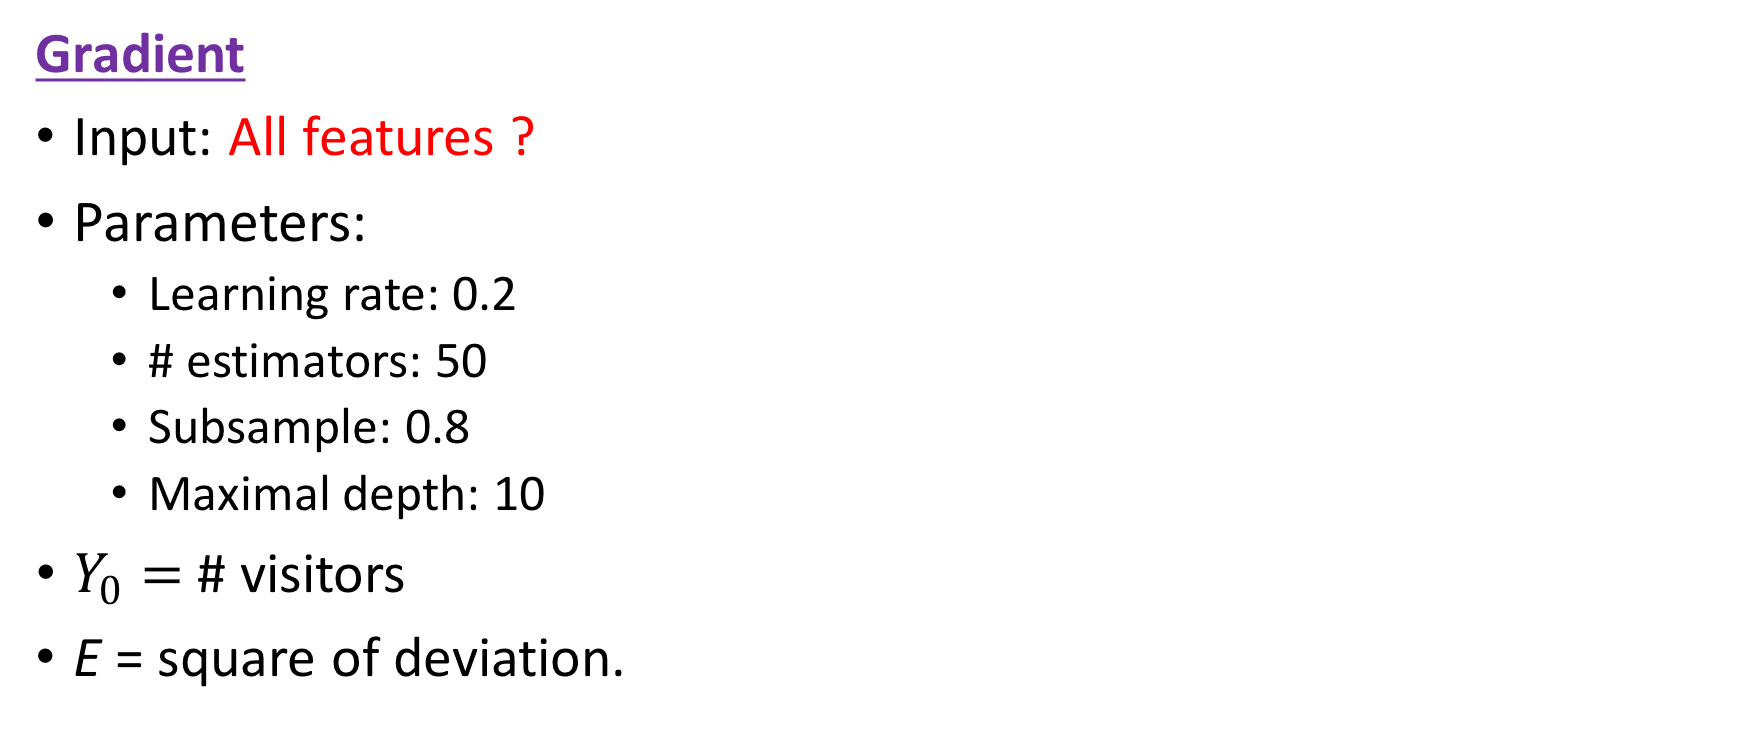 Gradient
• Input: All features ?
• Parameters:
• Learning rate: 0.2
• # estimators: 50
• Subsample: 0.8
• Maximal depth: 10
• Y₀ = # visitors
• E = square of deviation.